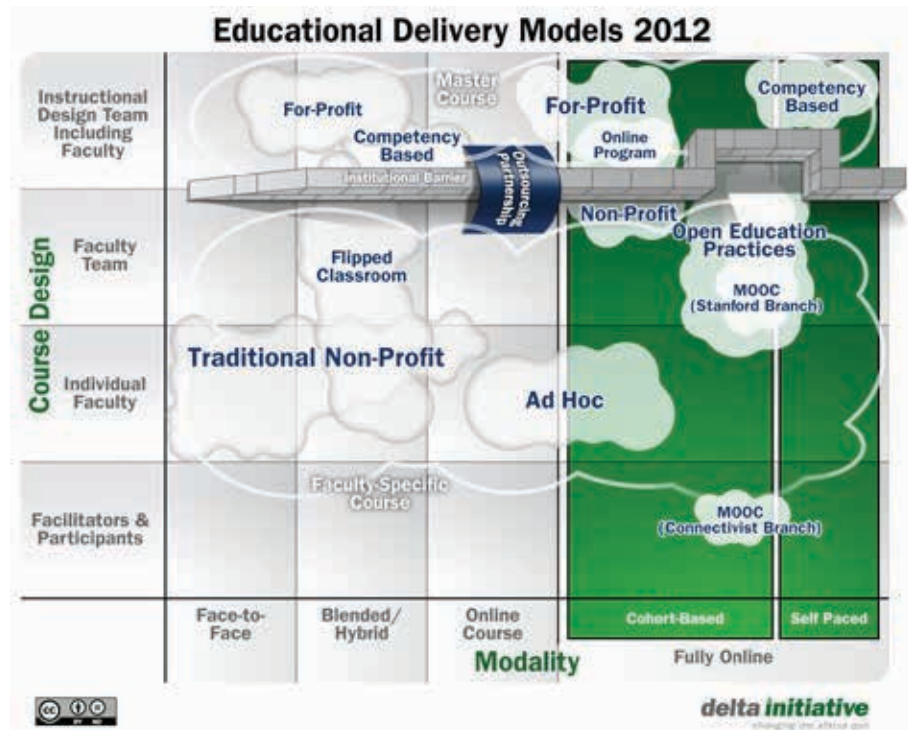 Educational Delivery Models 2012
Instructional
Design Team
Including
Faculty
Master
Course
For-Profit
For-Profit
Competency
Based
Competency
Based
Online
Program
Institutional Barrier
Outsourcing,
Partnership
Course Design
Faculty
Team
Flipped
Classroom
Non-Profit
Open Education
Practices
MOOC
(Stanford Branch)
Individual
Faculty
Traditional Non-Profit
Ad Hoc
Faculty-Specific
Course
Facilitators &
Participants
MOOC
(Connectivist Branch)
Face-to-
Face
Blended/
Hybrid
Online
Course
Cohort-Based
Self Paced
Modality
Fully Online
cc
BY
delta initiative